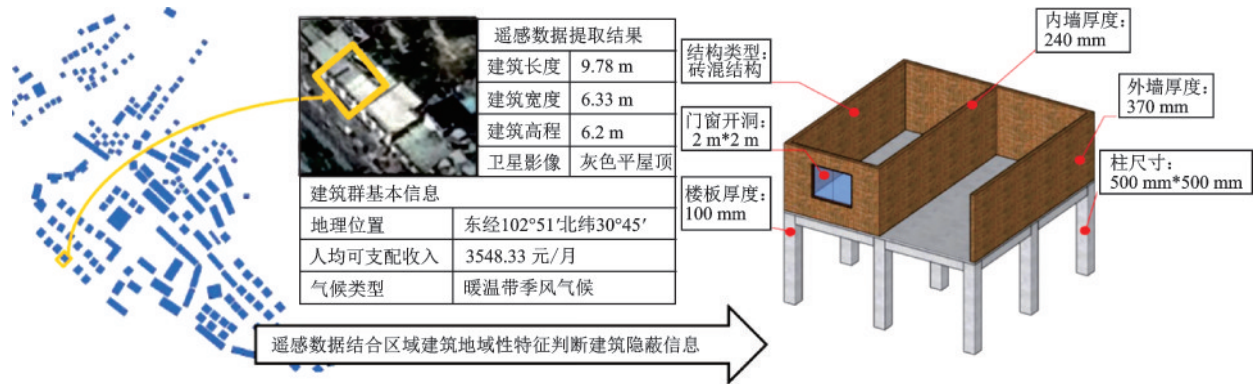 遥感数据提取结果
建筑长度 9.78 m
建筑宽度 6.33 m
建筑高程 6.2 m
卫星影像 灰色平屋顶
建筑群基本信息
地理位置 东经102°51′北纬30°45′
人均可支配收入 3548.33 元/月
气候类型 暖温带季风气候
遥感数据结合区域建筑地域性特征判断建筑隐蔽信息
结构类型:
砖混结构
门窗开洞:
2 m*2 m
楼板厚度:
100 mm
内墙厚度:
240 mm
外墙厚度:
370 mm
柱尺寸:
500 mm*500 mm